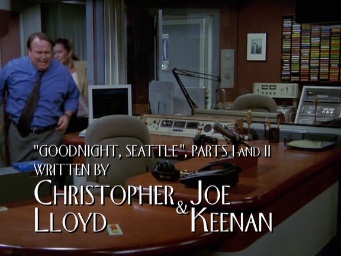 "GOODNIGHT, SEATTLE", PARTS I AND II
WRITTEN BY
CHRISTOPHER LLOYD & JOE KEENAN